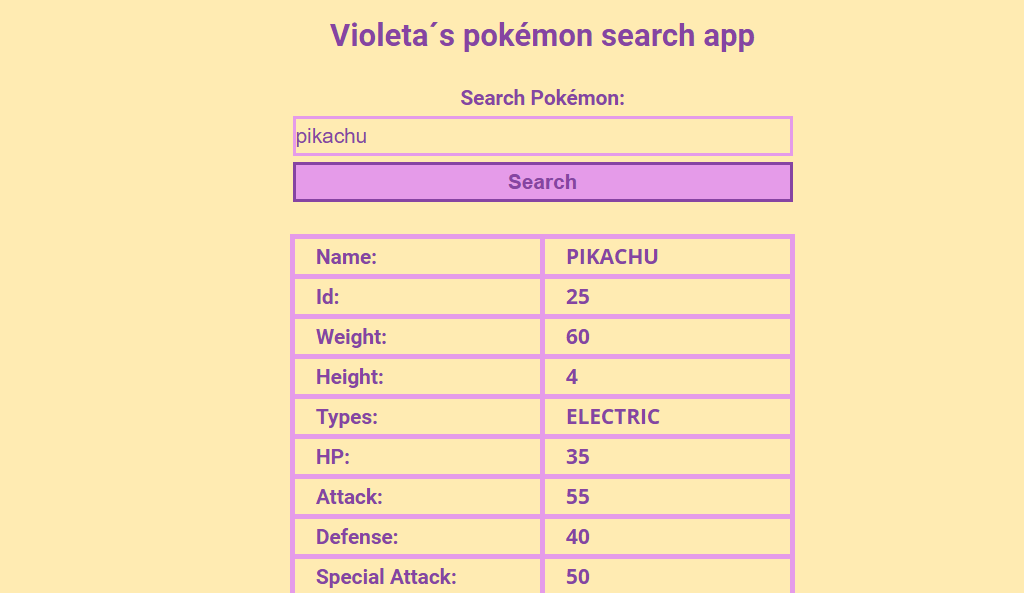 Violeta´s pokémon search app
Search Pokémon:
pikachu
Search
Name: PIKACHU
Id: 25
Weight: 60
Height: 4
Types: ELECTRIC
HP: 35
Attack: 55
Defense: 40
Special Attack: 50